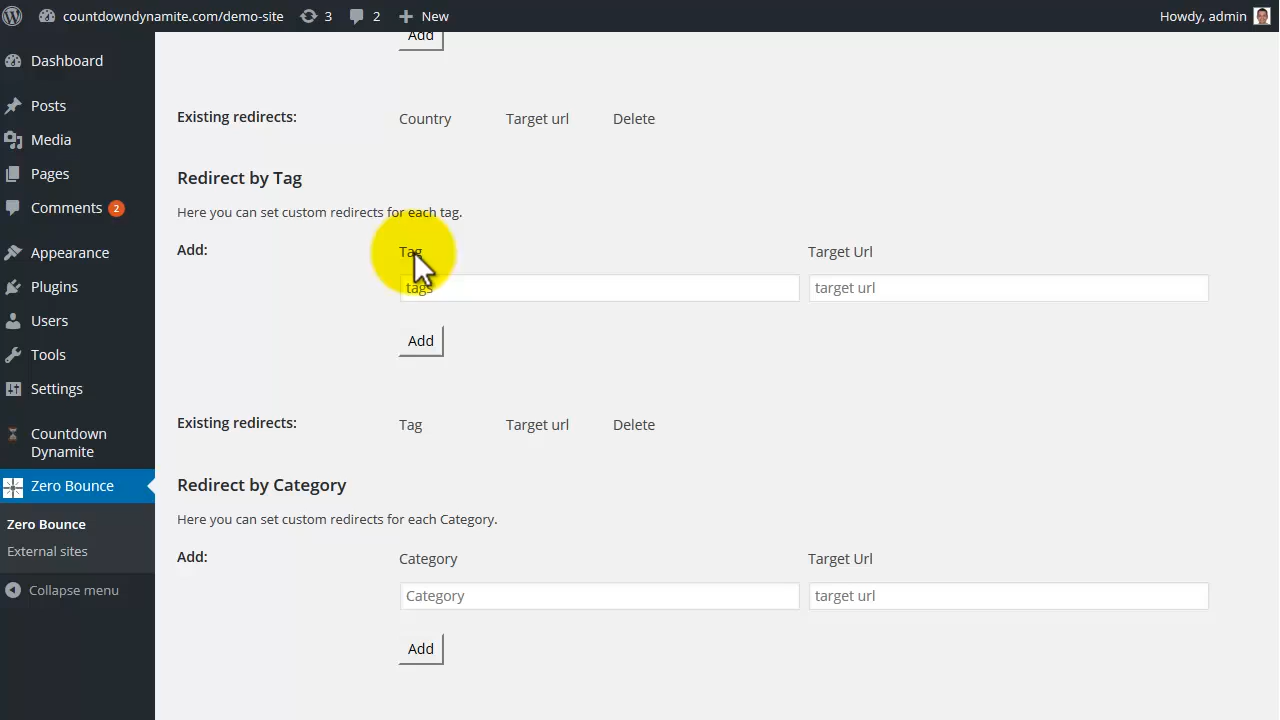 countdowndynamite.com/demo-site 3 2 New Howdy, admin
Dashboard
Posts
Media
Pages
Comments 2
Appearance
Plugins
Users
Tools
Settings
Countdown
Dynamite
Zero Bounce
Zero Bounce
External sites
Collapse menu
Add
Existing redirects: Country Target url Delete
Redirect by Tag
Here you can set custom redirects for each tag.
Add: Tag Target Url
tags target url
Add
Existing redirects: Tag Target url Delete
Redirect by Category
Here you can set custom redirects for each Category.
Add: Category Target Url
Category target url
Add